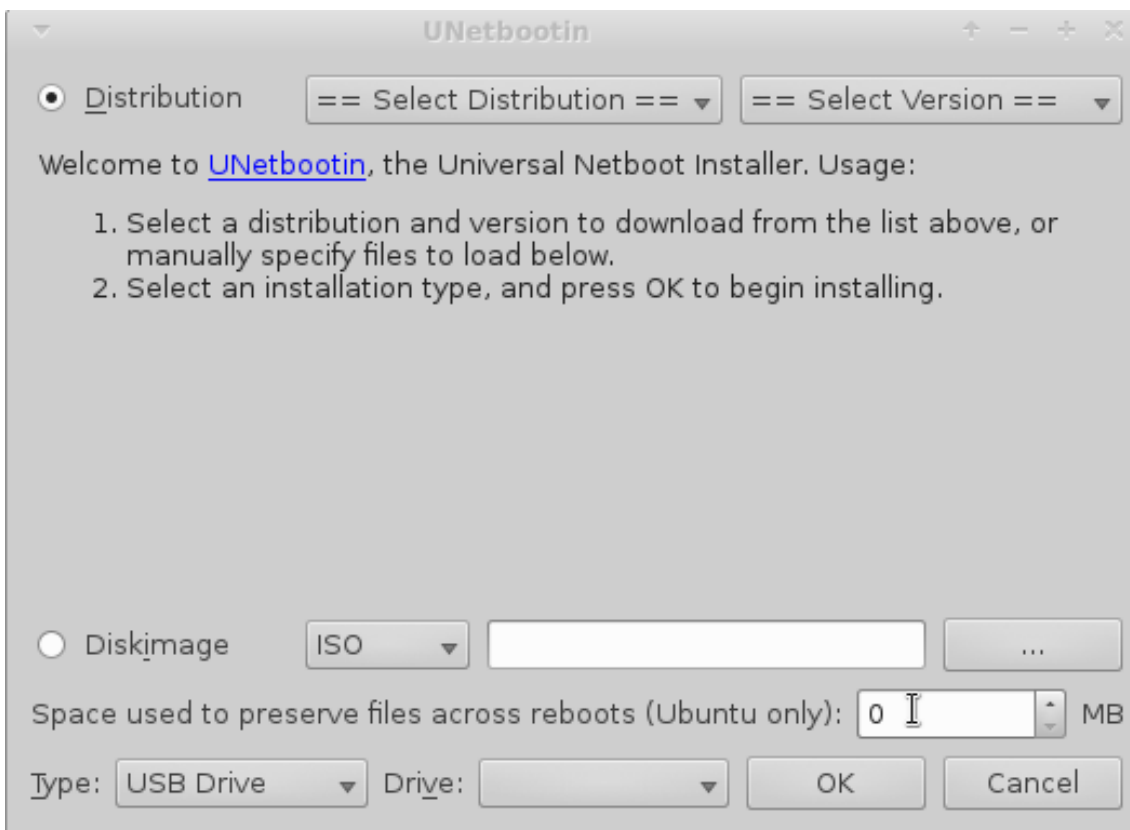 UNetbootin
Distribution == Select Distribution == == Select Version ==
Welcome to UNetbootin, the Universal Netboot Installer. Usage:
1. Select a distribution and version to download from the list above, or
manually specify files to load below.
2. Select an installation type, and press OK to begin installing.
Diskimage ISO ...
Space used to preserve files across reboots (Ubuntu only): 0 MB
Type: USB Drive Drive: OK Cancel